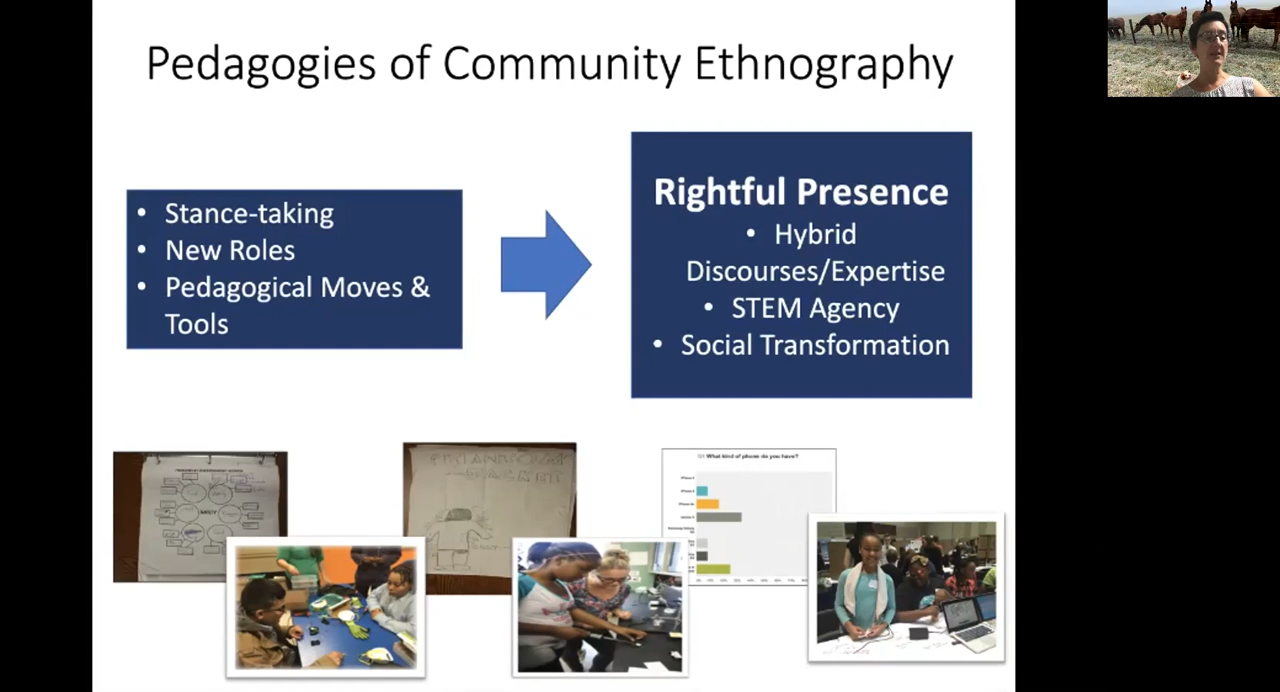 Pedagogies of Community Ethnography
• Stance-taking
• New Roles
• Pedagogical Moves &
Tools
Rightful Presence
• Hybrid
Discourses/Expertise
• STEM Agency
• Social Transformation
What kind of phone do you have?